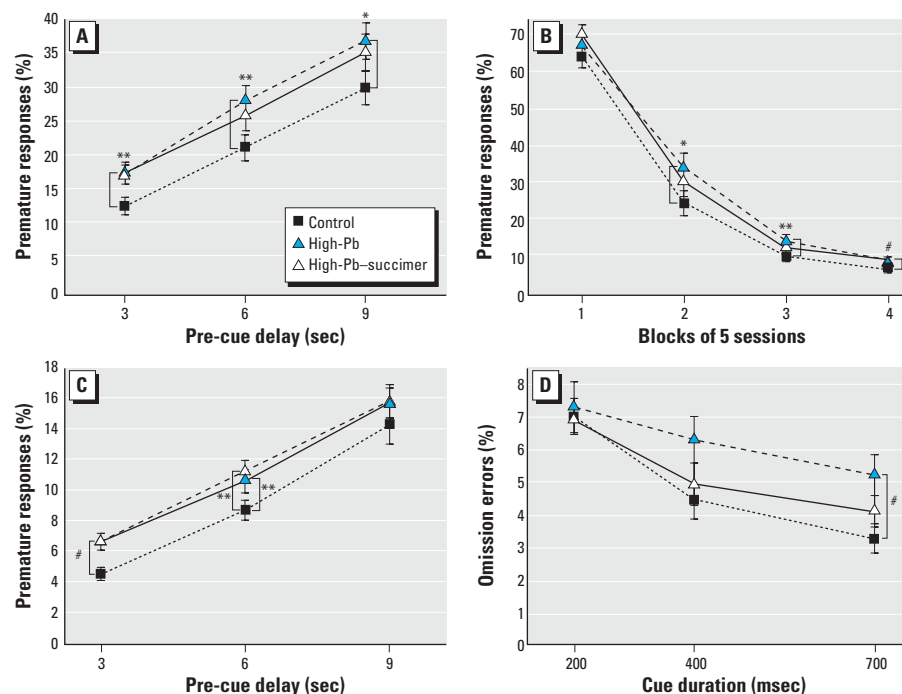 A
Premature responses (%)
40
35
30
25
20
15
10
5
0
**
**
*
Control
High-Pb
High-Pb–succimer
3 6 9
Pre-cue delay (sec)
B
Premature responses (%)
70
60
50
40
30
20
10
0
*
**
#
1 2 3 4
Blocks of 5 sessions
C
Premature responses (%)
18
16
14
12
10
8
6
4
2
0
#
** **
3 6 9
Pre-cue delay (sec)
D
Omission errors (%)
8
7
6
5
4
3
2
1
0
#
200 400 700
Cue duration (msec)